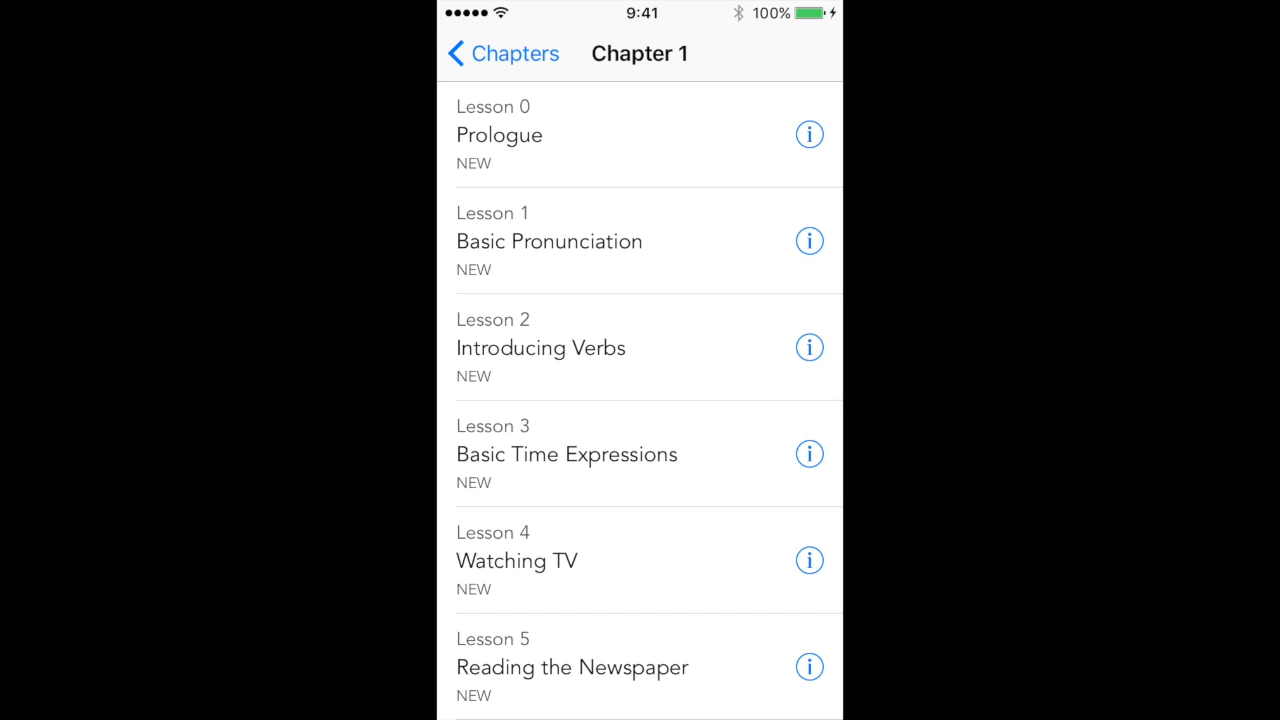 9:41 100%
Chapters Chapter 1
Lesson 0
Prologue
NEW
Lesson 1
Basic Pronunciation
NEW
Lesson 2
Introducing Verbs
NEW
Lesson 3
Basic Time Expressions
NEW
Lesson 4
Watching TV
NEW
Lesson 5
Reading the Newspaper
NEW